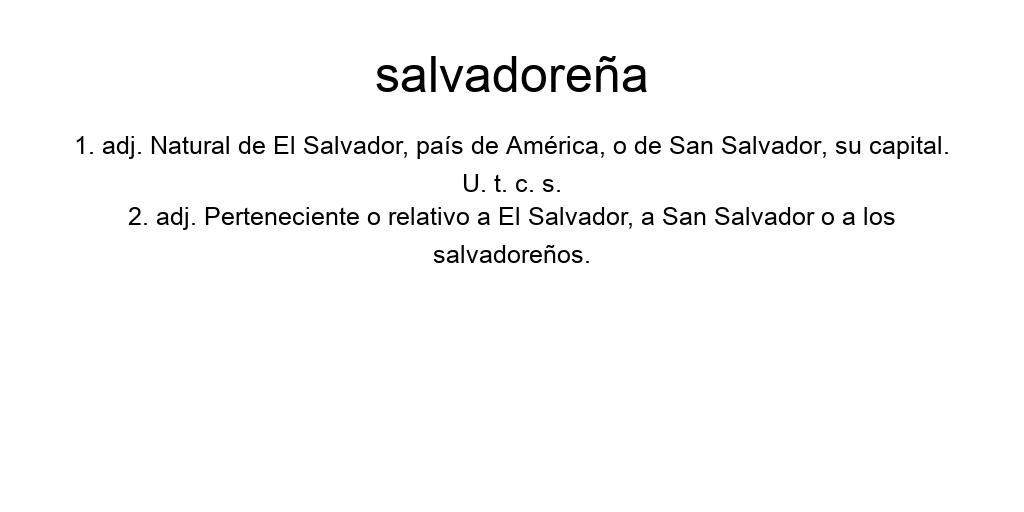 salvadoreña
1. adj. Natural de El Salvador, país de América, o de San Salvador, su capital.
U. t. c. s.
2. adj. Perteneciente o relativo a El Salvador, a San Salvador o a los
salvadoreños.